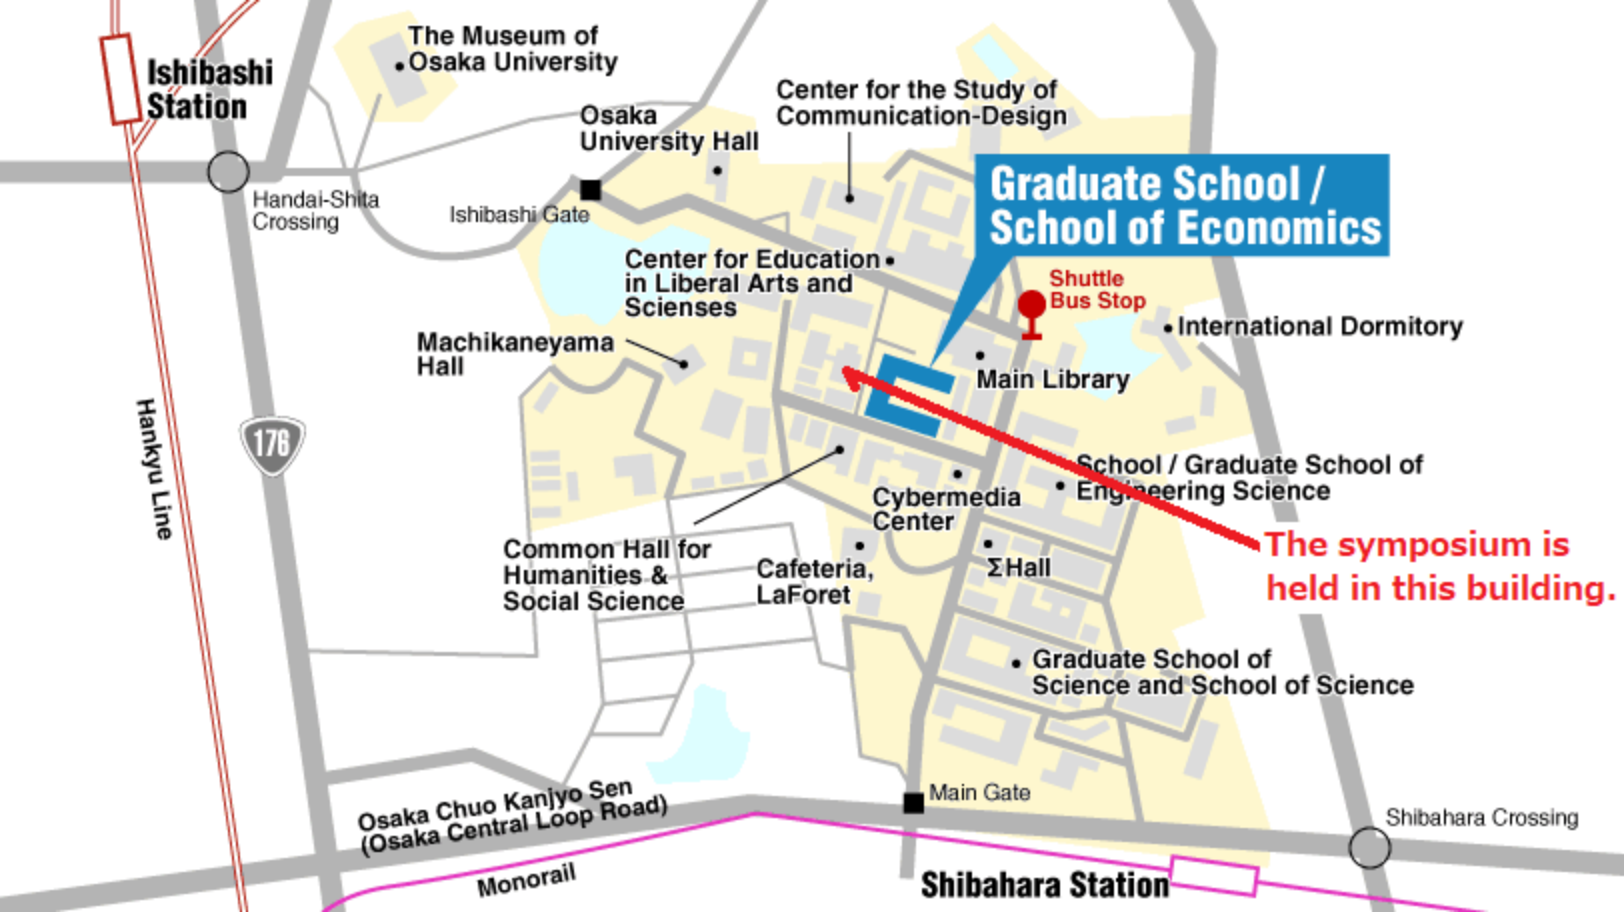 The Museum of
Osaka University
Ishibashi
Station
Center for the Study of
Communication-Design
Osaka
University Hall
Graduate School /
School of Economics
Handai-Shita
Crossing
Ishibashi Gate
Center for Education
in Liberal Arts and
Scienses
Shuttle
Bus Stop
International Dormitory
Machikaneyama
Hall
Main Library
Hankyu Line
176
School / Graduate School of
Engineering Science
Cybermedia
Center
The symposium is
held in this building.
Common Hall for
Humanities &
Social Science
Cafeteria,
LaForet
ΣHall
Graduate School of
Science and School of Science
Osaka Chuo Kanjyo Sen
(Osaka Central Loop Road)
Main Gate
Shibahara Crossing
Monorail
Shibahara Station